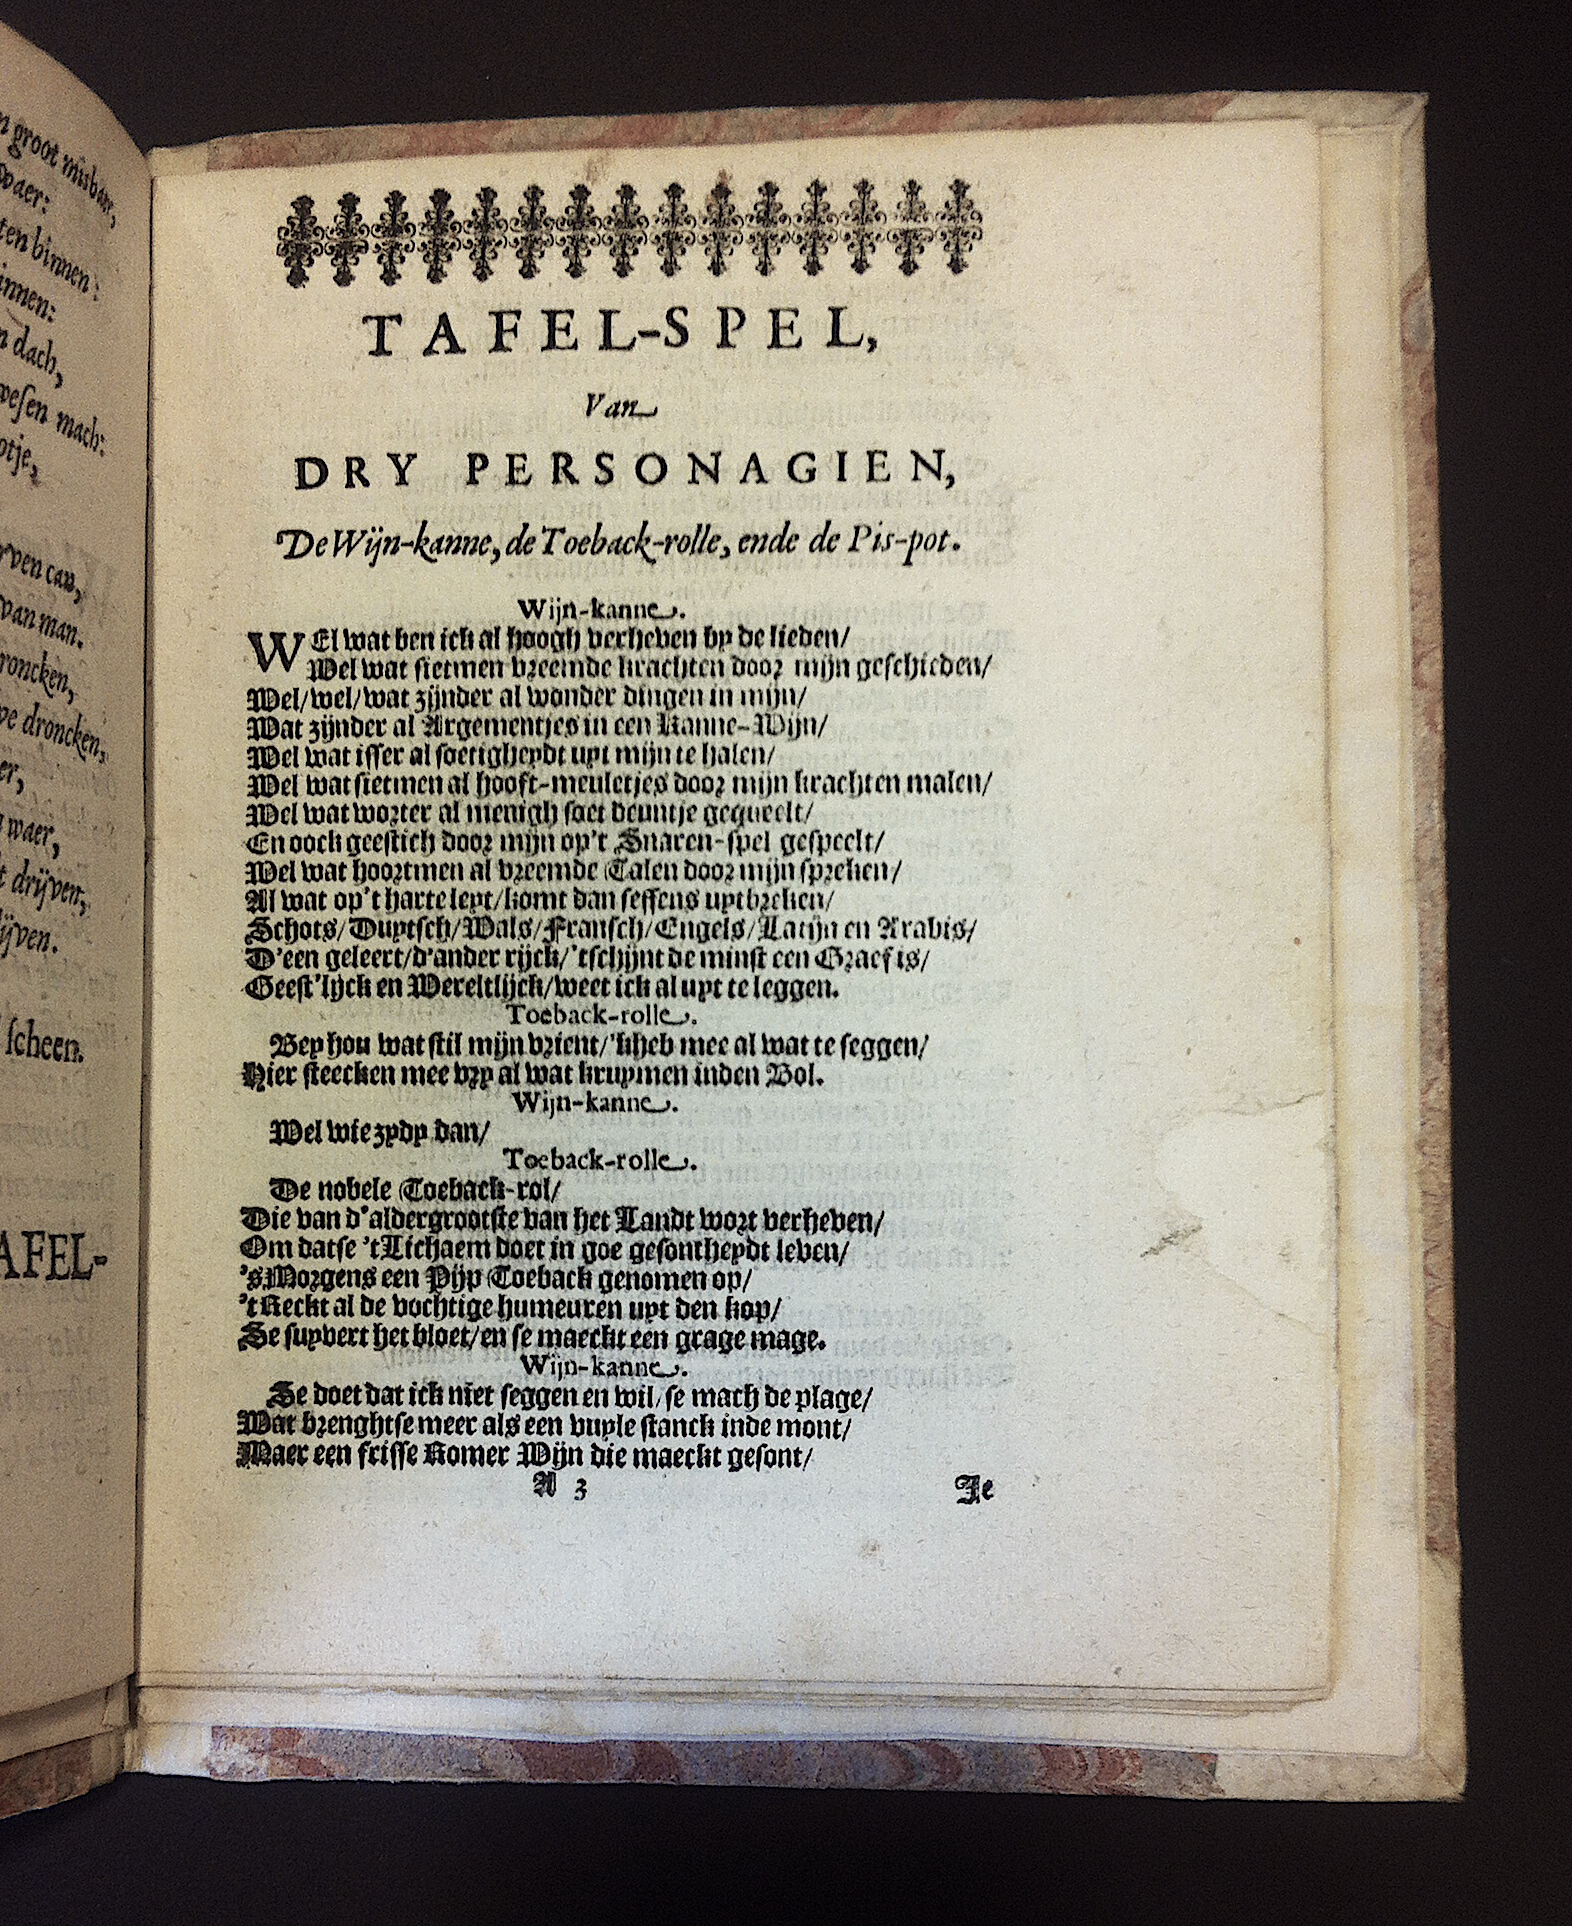 n groot misbaer,
waer:
ten binnen:
innen:
n dach,
wesen mach:
otje,
rven can,
van man.
roncken,
ve droncken,
er,
waer,
t drijven,
ijven.
scheen.
AFEL-
TAFEL-SPEL,
Van
DRY PERSONAGIEN,
De Wijn-kanne, de Toeback-rolle, ende de Pis-pot.
Wijn-kanne.
WEl wat ben ick al hoogh verheven by de lieden/
Wel wat sietmen vreemde krachten door mijn geschieden/
Wel/wel/wat zijnder al wonder dingen in mijn/
Wat zijnder al Argementjes in een Kanne-Wijn/
Wel wat isser al soetigheydt uyt mijn te halen/
Wel wat sietmen al hooft-meuletjes door mijn krachten malen/
Wel wat worter al menigh soet deuntje gequeelt/
En oock geestich door mijn op't Snaren-spel gespeelt/
Wel wat hoortmen al vreemde Talen door mijn spreken/
Al wat op't harte leyt/komt dan seffens uytbreken/
Schots/Duytsch/Wals/Fransch/Engels/Latijn en Arabis/
D'een geleert/d'ander rijck/'tschijnt de minst een Graef is/
Geest'lijck en Wereltlijck/weet ick al uyt te leggen.
Toeback-rolle.
Bey hou wat stil mijn vrient/'kheb mee al wat te seggen/
Hier steecken mee vry al wat kruymen inden Bol.
Wijn-kanne.
Wel wie zydy dan/
Toeback-rolle.
De nobele Toeback-rol/
Die van d'aldergrootste van het Landt wort verheven/
Om datse 't Lichaem doet in goe gesontheydt leven/
's Morgens een Pijp Toeback genomen op/
't Reckt al de vochtige humeuren uyt den kop/
Se suyvert het bloet/en se maeckt een grage mage.
Wijn-kanne.
Se doet dat ick niet seggen en wil/se mach de plage/
Wat brenghtse meer als een vuyle stanck inde mont/
Maer een frisse Romer Wijn die maeckt gesont/
A 3 Je